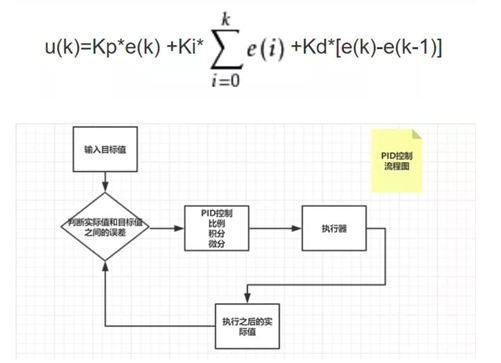 k
u(k)=Kp*e(k) +Ki* ∑ e(i) +Kd*[e(k)-e(k-1)]
i=0
输入目标值
PID控制
流程图
判断实际值和目标值
之间的误差
PID控制
比例
积分
微分
执行器
执行之后的实
际值